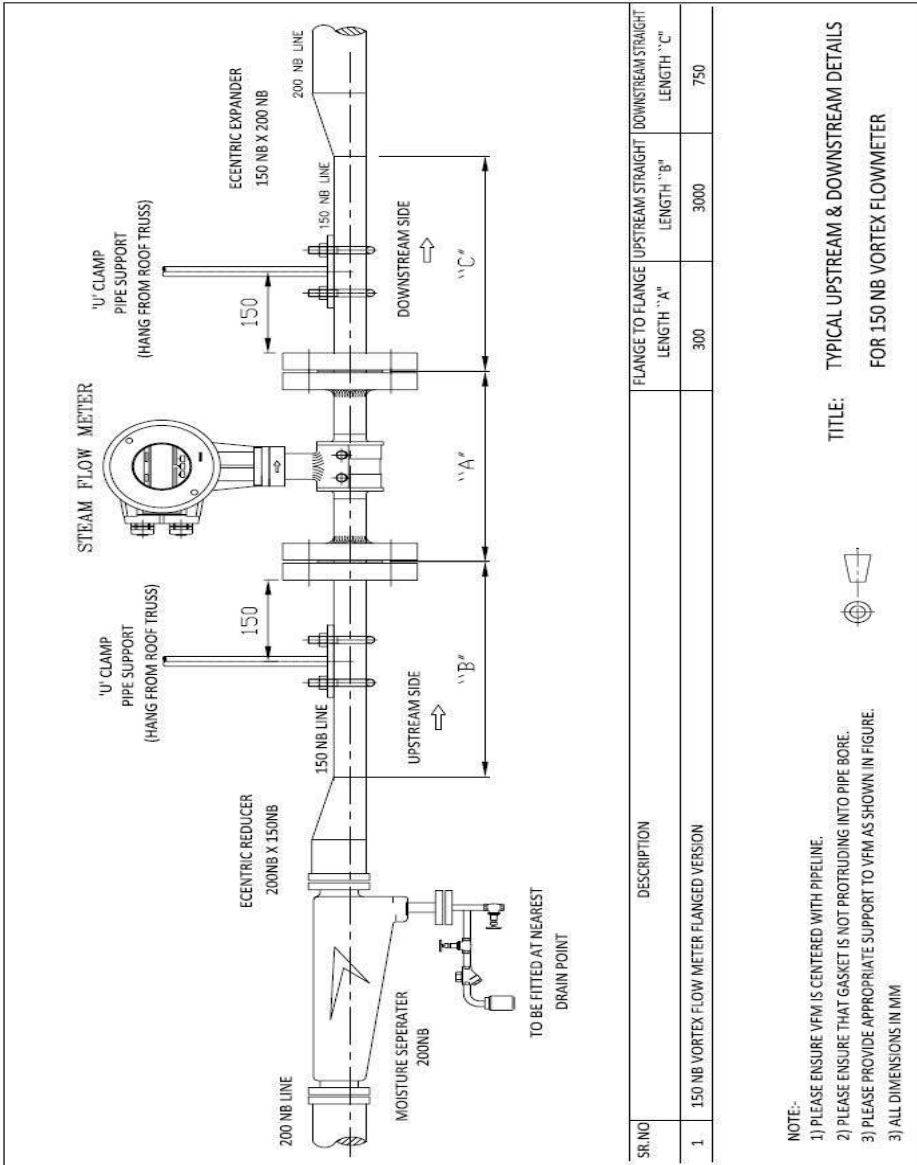 200 NB LINE
MOISTURE SEPERATER
200NB
TO BE FITTED AT NEAREST
DRAIN POINT
ECENTRIC REDUCER
200NB X 150NB
150 NB LINE
'U' CLAMP
PIPE SUPPORT
(HANG FROM ROOF TRUSS)
150
UPSTREAM SIDE
"B"
STEAM FLOW METER
"A"
'U' CLAMP
PIPE SUPPORT
(HANG FROM ROOF TRUSS)
150
DOWNSTREAM SIDE
"C"
150 NB LINE
ECENTRIC EXPANDER
150 NB X 200 NB
200 NB LINE
SR.NO
DESCRIPTION
FLANGE TO FLANGE
LENGTH "A"
UPSTREAM STRAIGHT
LENGTH "B"
DOWNSTREAM STRAIGHT
LENGTH "C"
1 150 NB VORTEX FLOW METER FLANGED VERSION 300 3000 750
NOTE:-
1) PLEASE ENSURE VFM IS CENTERED WITH PIPELINE.
2) PLEASE ENSURE THAT GASKET IS NOT PROTRUDING INTO PIPE BORE.
3) PLEASE PROVIDE APPROPRIATE SUPPORT TO VFM AS SHOWN IN FIGURE.
3) ALL DIMENSIONS IN MM
TITLE: TYPICAL UPSTREAM & DOWNSTREAM DETAILS
FOR 150 NB VORTEX FLOWMETER